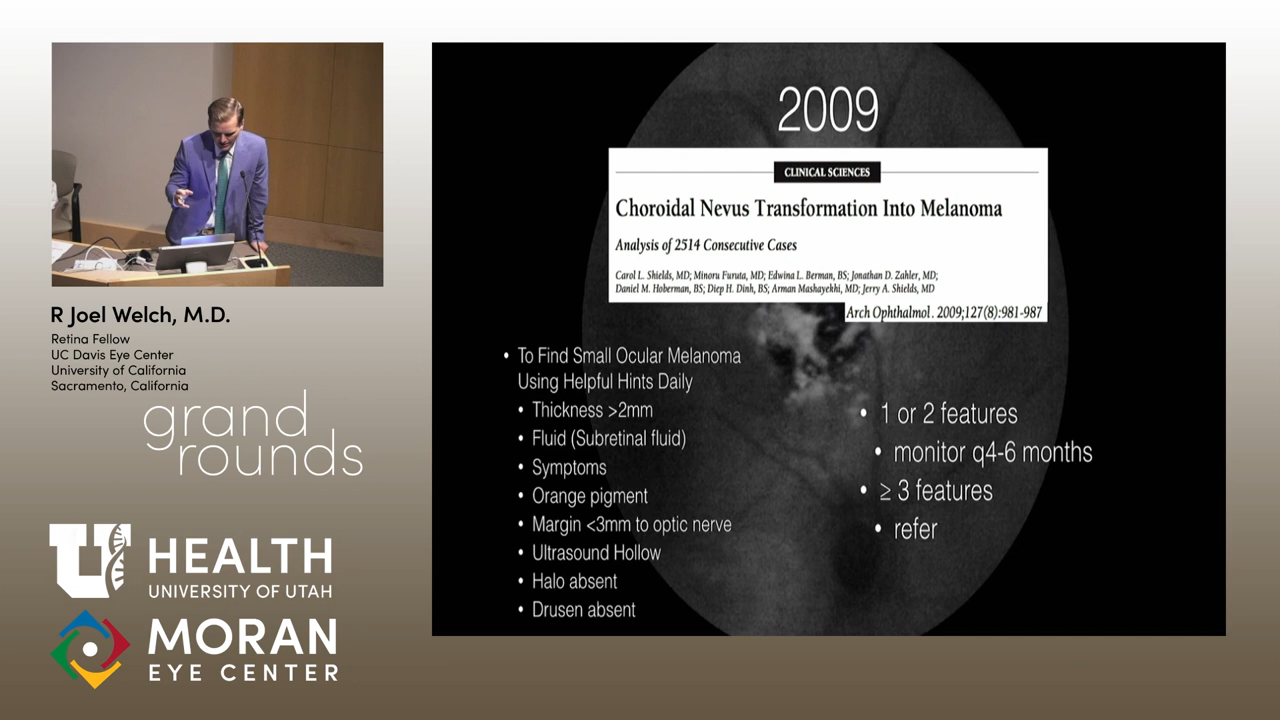 R Joel Welch, M.D.
Retina Fellow
UC Davis Eye Center
University of California
Sacramento, California
grand
rounds
U HEALTH
UNIVERSITY OF UTAH
MORAN
EYE CENTER
2009
CLINICAL SCIENCES
Choroidal Nevus Transformation Into Melanoma
Analysis of 2514 Consecutive Cases
Carol L. Shields, MD; Minoru Furuta, MD; Edwina L. Berman, BS; Jonathan D. Zahler, MD;
Daniel M. Hoberman, BS; Diep H. Dinh, BS; Arman Mashayekhi, MD; Jerry A. Shields, MD
Arch Ophthalmol. 2009;127(8):981-987
• To Find Small Ocular Melanoma
Using Helpful Hints Daily
• Thickness >2mm
• Fluid (Subretinal fluid)
• Symptoms
• Orange pigment
• Margin <3mm to optic nerve
• Ultrasound Hollow
• Halo absent
• Drusen absent
• 1 or 2 features
• monitor q4-6 months
• ≥ 3 features
• refer